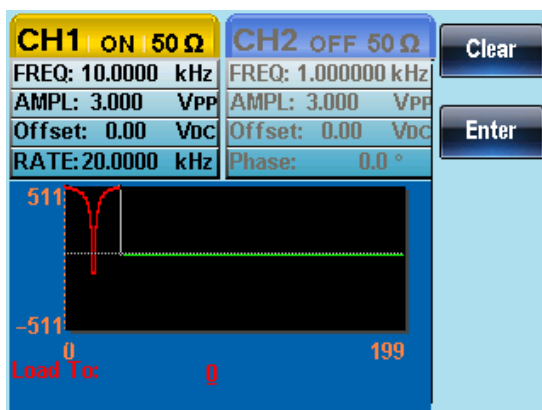 CH1 ON 50 Ω CH2 OFF 50 Ω Clear
FREQ: 10.0000 kHz FREQ: 1.000000 kHz
AMPL: 3.000 VPP AMPL: 3.000 VPP
Offset: 0.00 VDC Offset: 0.00 VDC Enter
RATE:20.0000 kHz Phase: 0.0 °
511
-511
0 199
Load To: 0